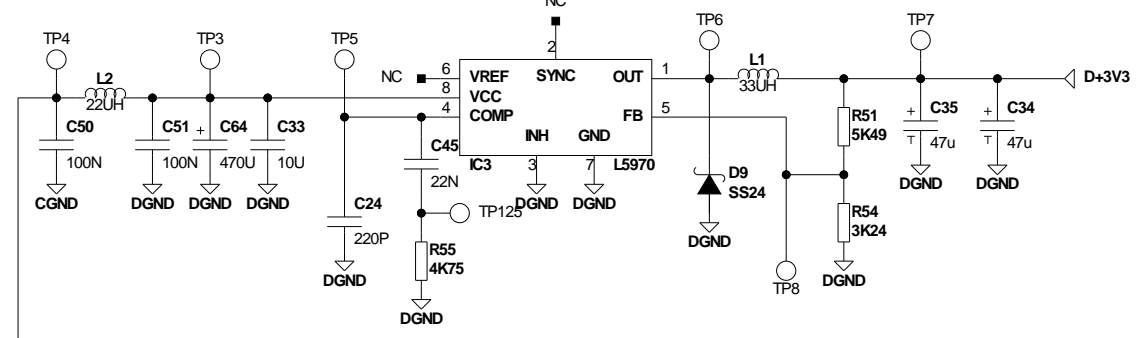 NC
TP4
TP3
TP5
TP6
TP7
2
L2
22UH
NC
6
VREF
SYNC
OUT
1
L1
33UH
D+3V3
8
VCC
4
COMP
FB
5
C50
100N
C51
100N
+
C64
470U
C33
10U
C45
22N
INH
GND
IC3
3
7
L5970
R51
5K49
+
C35
47u
T
+
C34
47u
T
CGND
DGND
DGND
DGND
DGND
DGND
D9
SS24
DGND
DGND
C24
220P
TP125
R54
3K24
R55
4K75
DGND
DGND
DGND
TP8
DGND